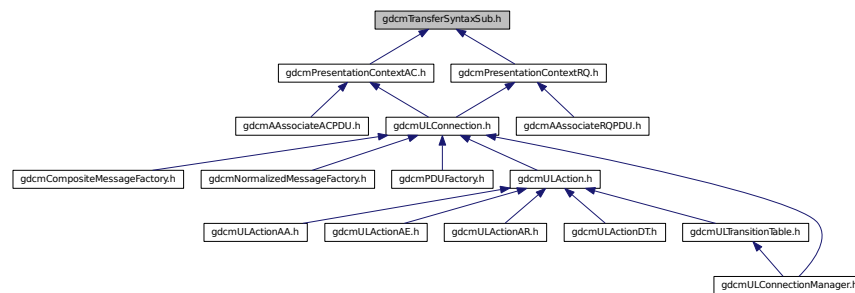 gdcmTransferSyntaxSub.h
gdcmPresentationContextAC.h
gdcmPresentationContextRQ.h
gdcmAAssociateACPDU.h
gdcmULConnection.h
gdcmAAssociateRQPDU.h
gdcmCompositeMessageFactory.h
gdcmNormalizedMessageFactory.h
gdcmPDUFactory.h
gdcmULAction.h
gdcmULActionAA.h
gdcmULActionAE.h
gdcmULActionAR.h
gdcmULActionDT.h
gdcmULTransitionTable.h
gdcmULConnectionManager.h